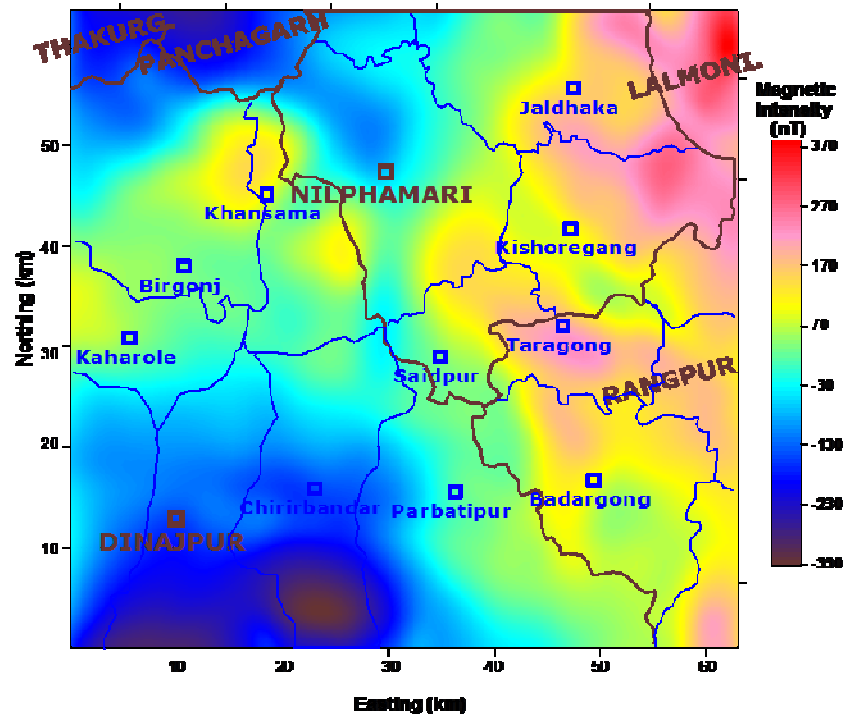 THAKURG
PANCHAGARH
LALMONI.
Magnetic
Intensity
(nT)
Jaldhaka
370
50
NILPHAMARI
Khansama
270
40
Kishoregang
170
Birgonj
Northing (km)
70
Taragong
30
Kaharole
Saidpur
RANGPUR
-30
20
-130
Badargong
Chirirbandar
Parbatipur
-230
DINAJPUR
10
-330
10
20
30
40
50
60
Easting (km)